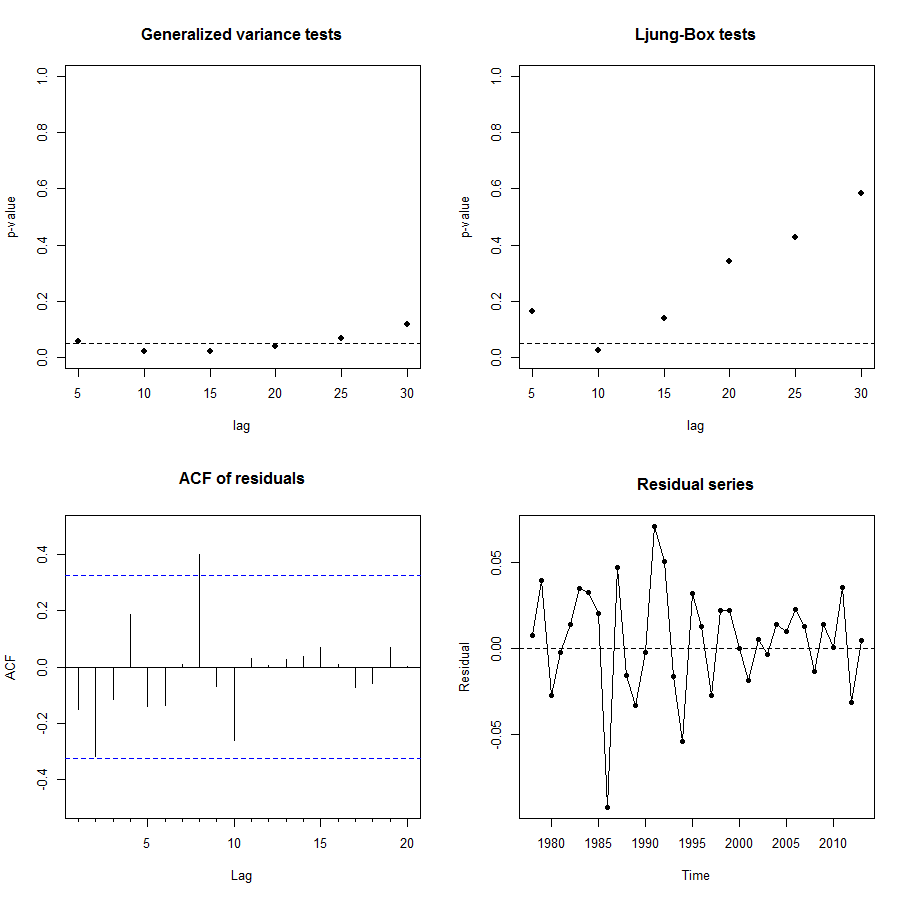 Generalized variance tests
p-value
0.0 0.2 0.4 0.6 0.8 1.0
5 10 15 20 25 30
lag
Ljung-Box tests
p-value
0.0 0.2 0.4 0.6 0.8 1.0
5 10 15 20 25 30
lag
ACF of residuals
ACF
-0.4 -0.2 0.0 0.2 0.4
5 10 15 20
Lag
Residual series
Residual
-0.05 0.00 0.05
1980 1985 1990 1995 2000 2005 2010
Time